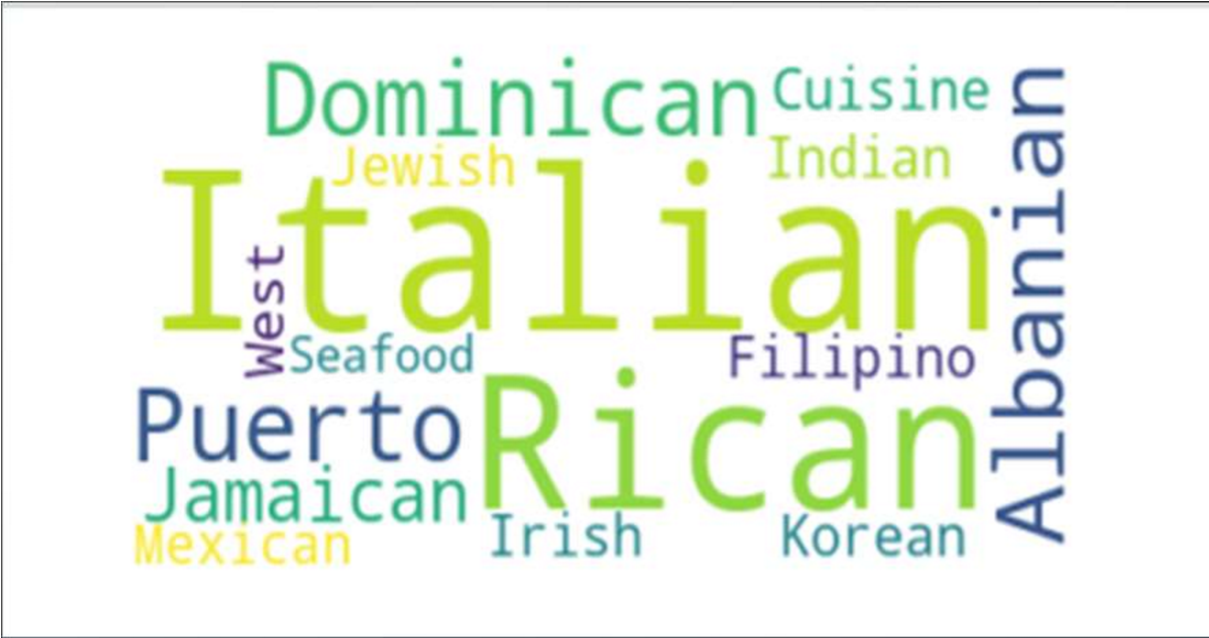 Dominican Cuisine
Jewish Indian
Italian
Albanian
West
Seafood Filipino
Puerto Rican
Jamaican
Mexican Irish Korean